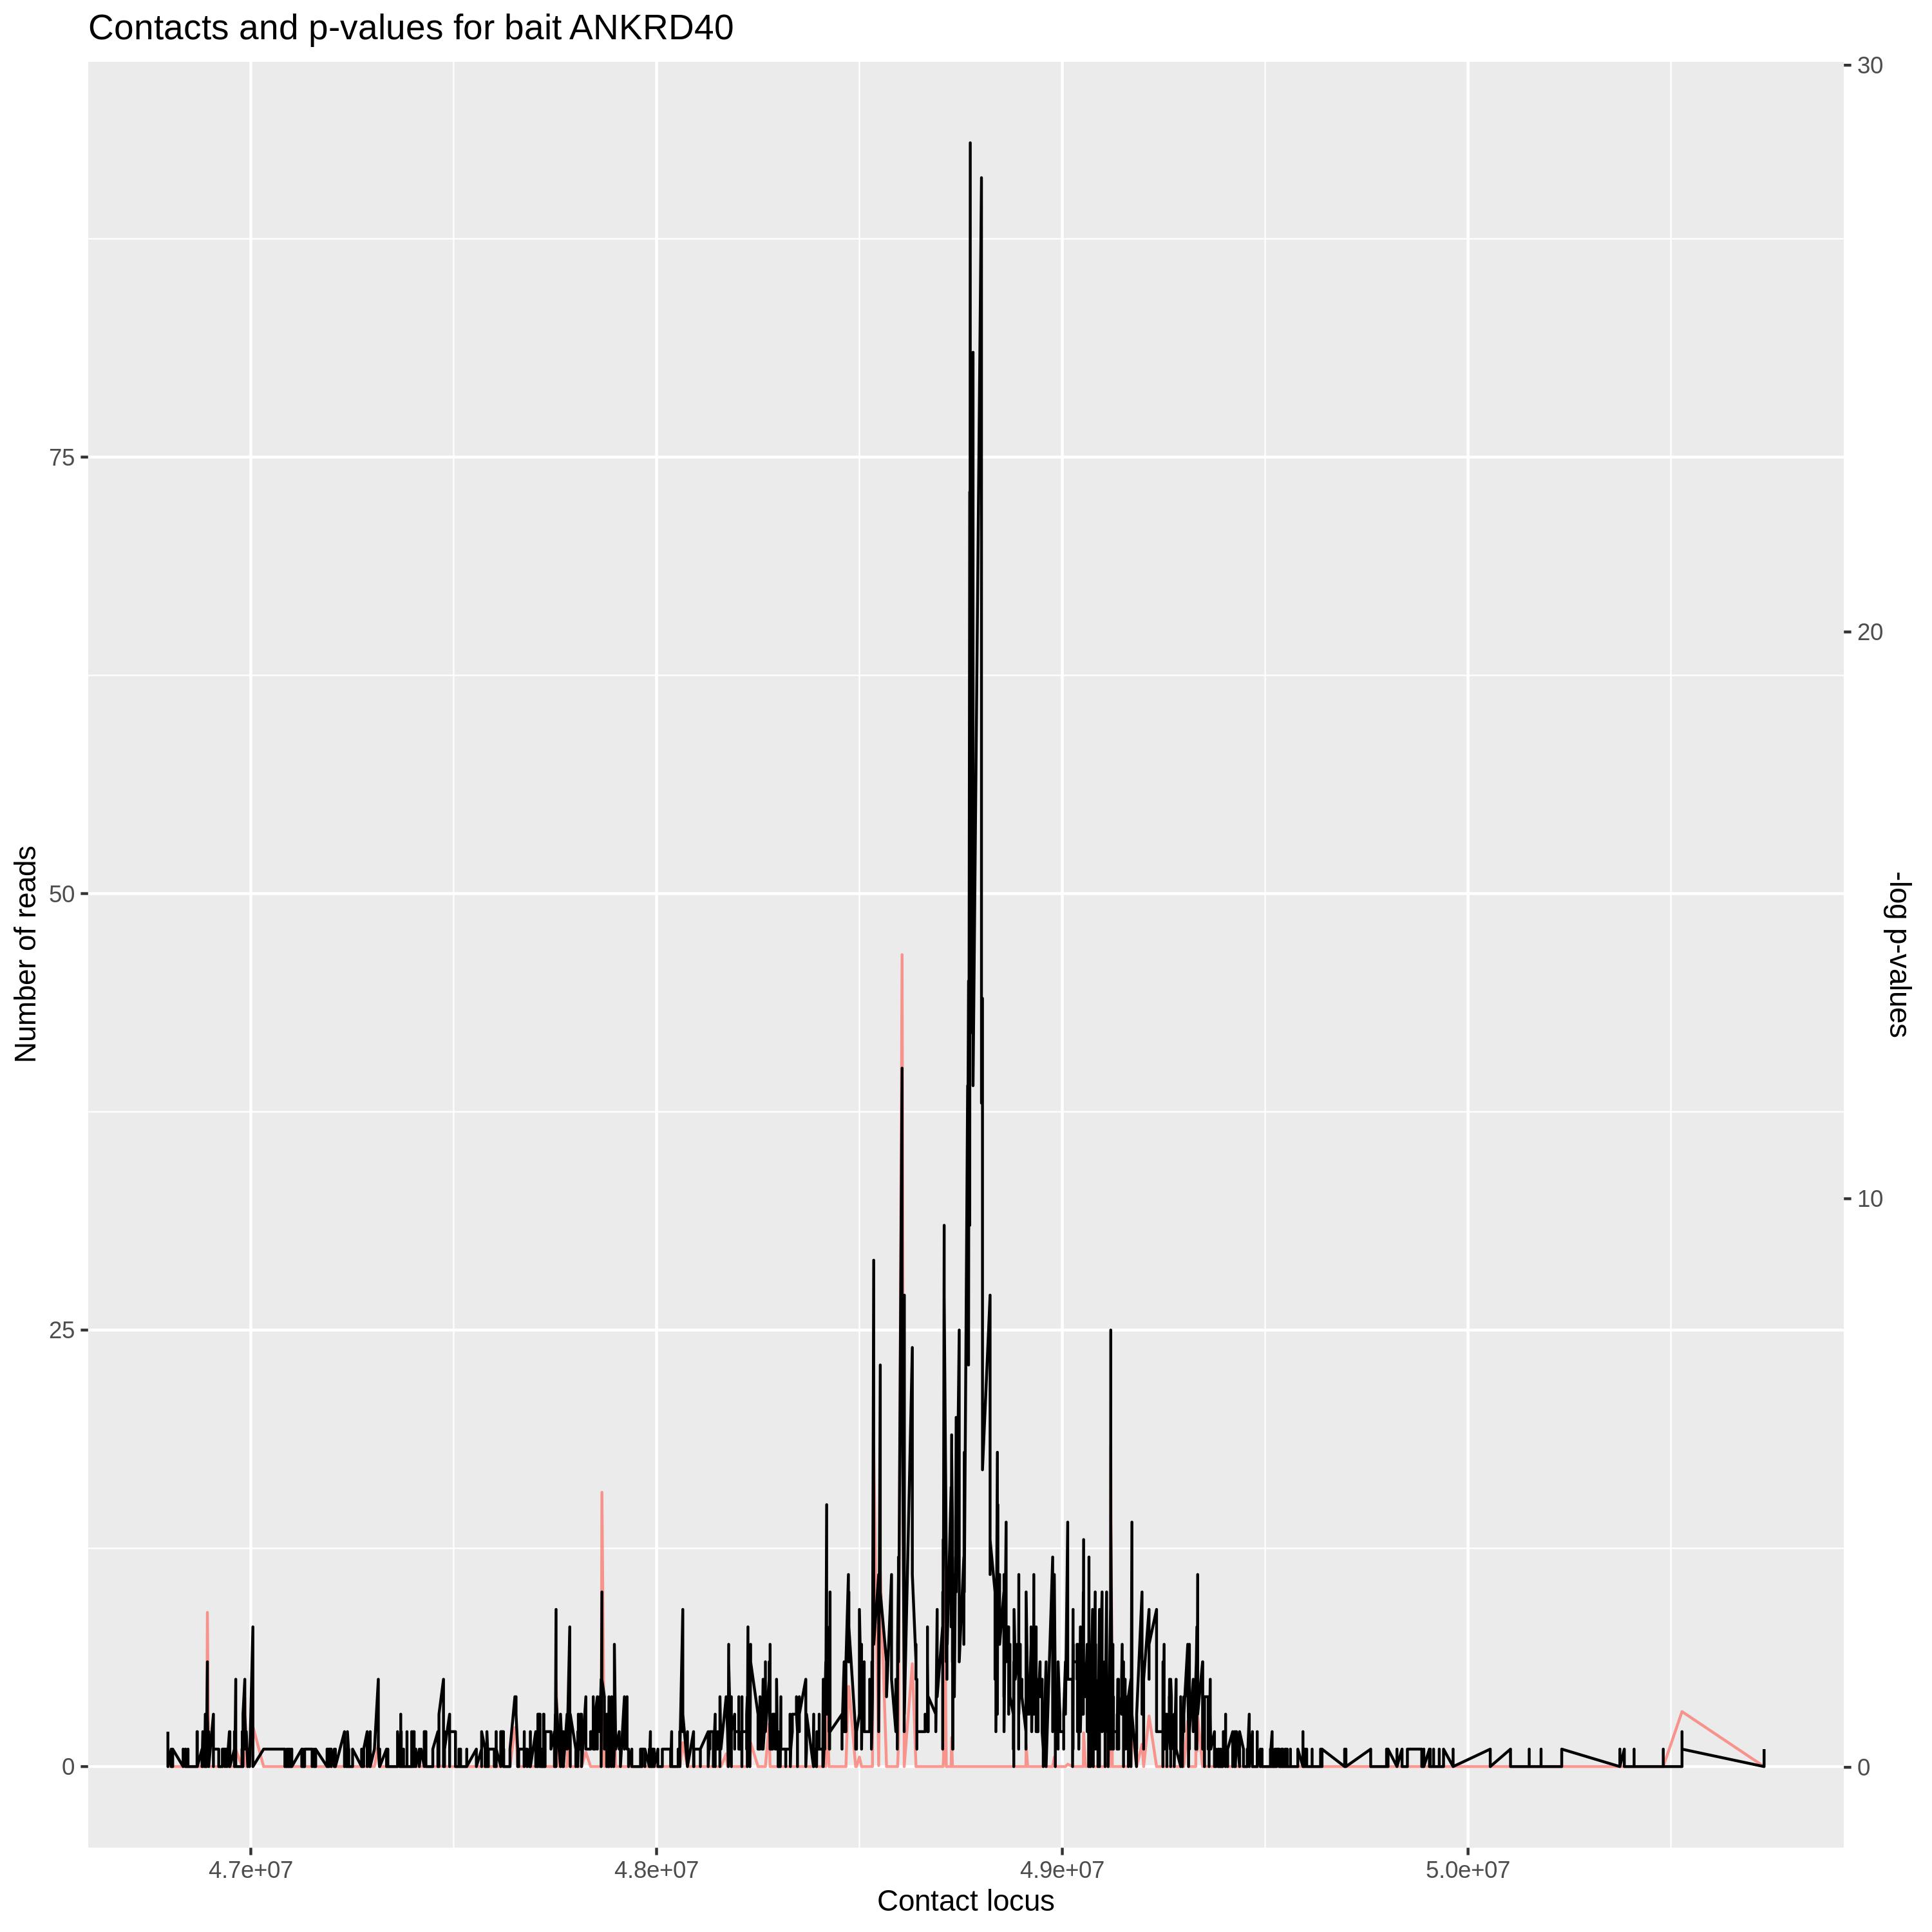 Contacts and p-values for bait ANKRD40
Number of reads
75
50
25
0
30
20
10
0
-log p-values
4.7e+07
4.8e+07
4.9e+07
5.0e+07
Contact locus